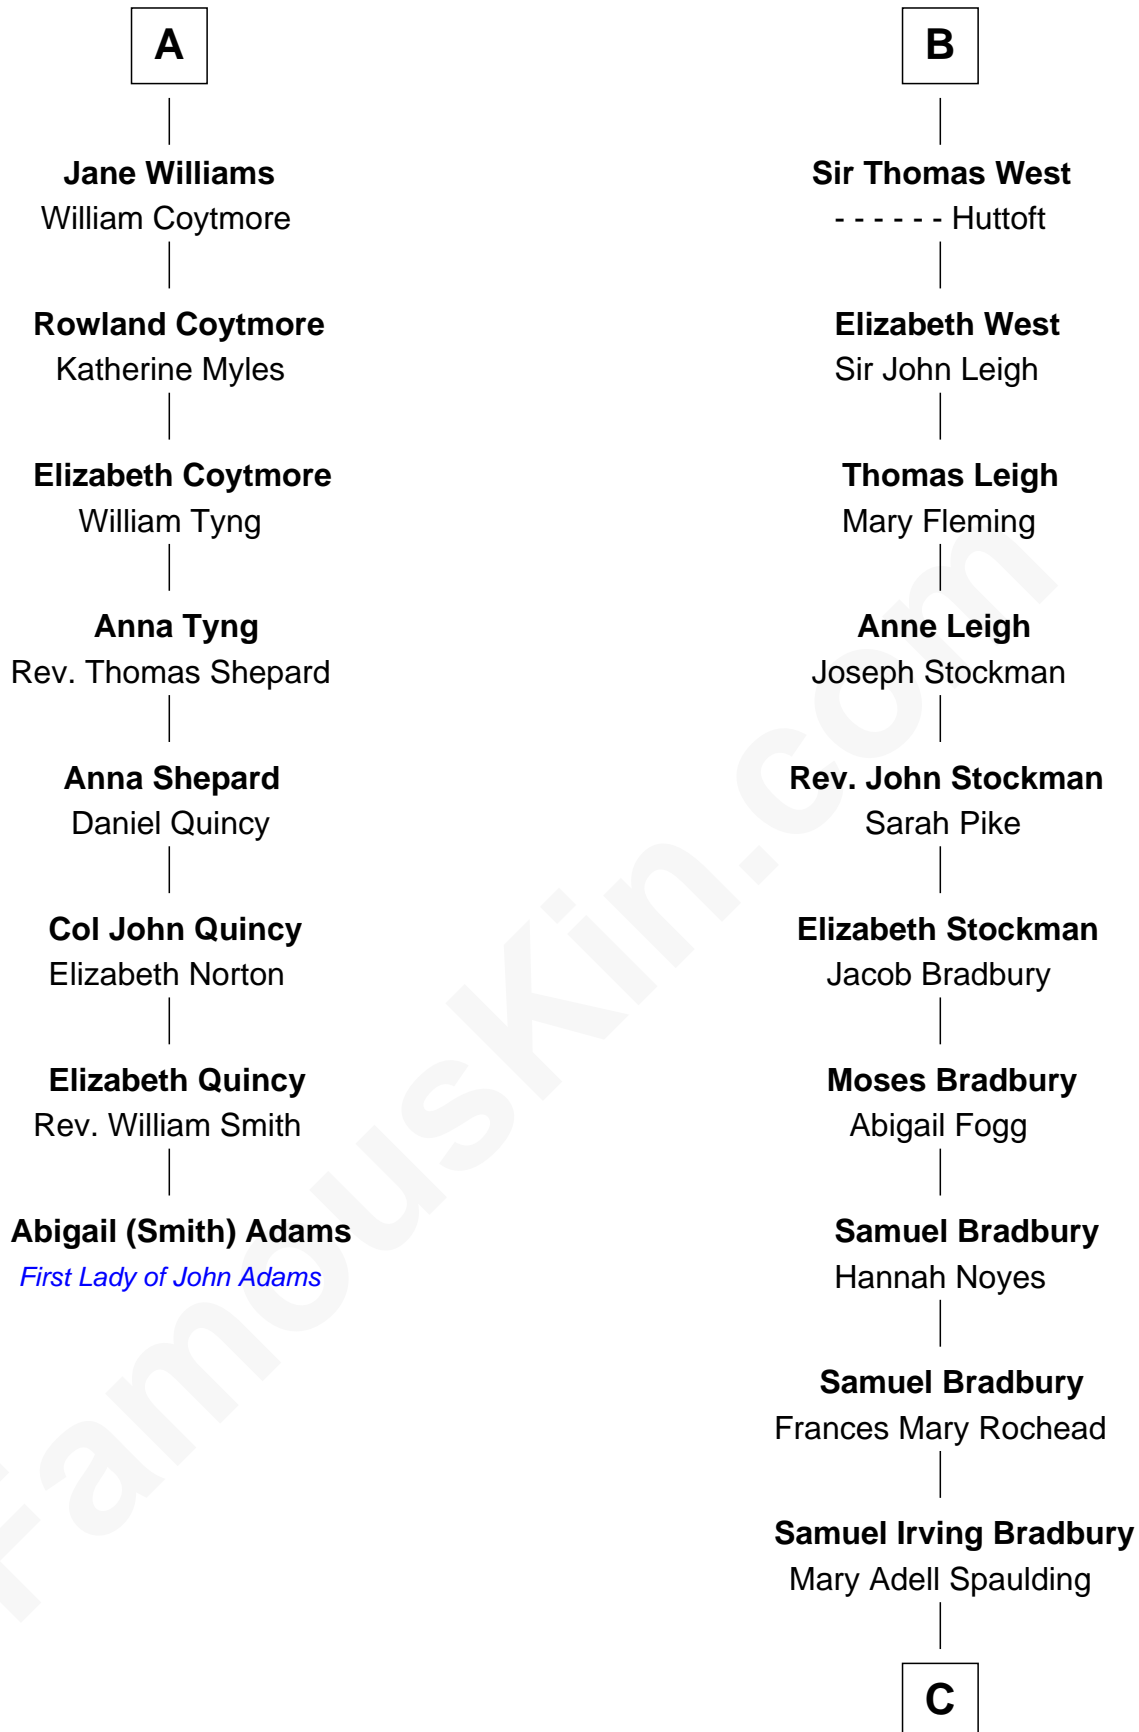 A
Jane Williams
William Coytmore
Rowland Coytmore
Katherine Myles
Elizabeth Coytmore
William Tyng
Anna Tyng
Rev. Thomas Shepard
Anna Shepard
Daniel Quincy
Col John Quincy
Elizabeth Norton
Elizabeth Quincy
Rev. William Smith
Abigail (Smith) Adams
First Lady of John Adams
B
Sir Thomas West
- - - - - - Huttoft
Elizabeth West
Sir John Leigh
Thomas Leigh
Mary Fleming
Anne Leigh
Joseph Stockman
Rev. John Stockman
Sarah Pike
Elizabeth Stockman
Jacob Bradbury
Moses Bradbury
Abigail Fogg
Samuel Bradbury
Hannah Noyes
Samuel Bradbury
Frances Mary Rochead
Samuel Irving Bradbury
Mary Adell Spaulding
C
FamousKin.com